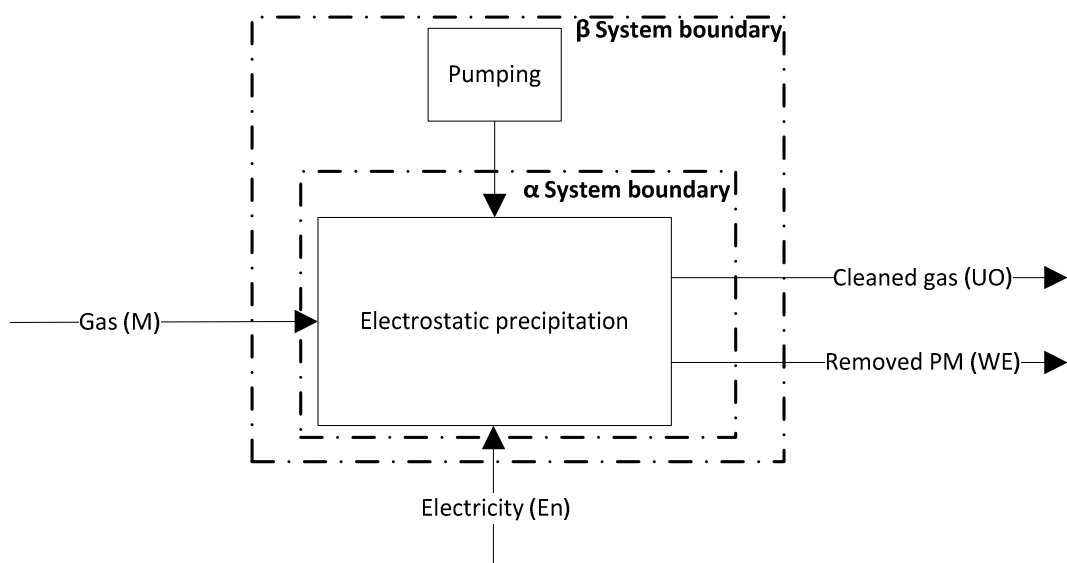 β System boundary
Pumping
α System boundary
Cleaned gas (UO)
Gas (M)
Electrostatic precipitation
Removed PM (WE)
Electricity (En)